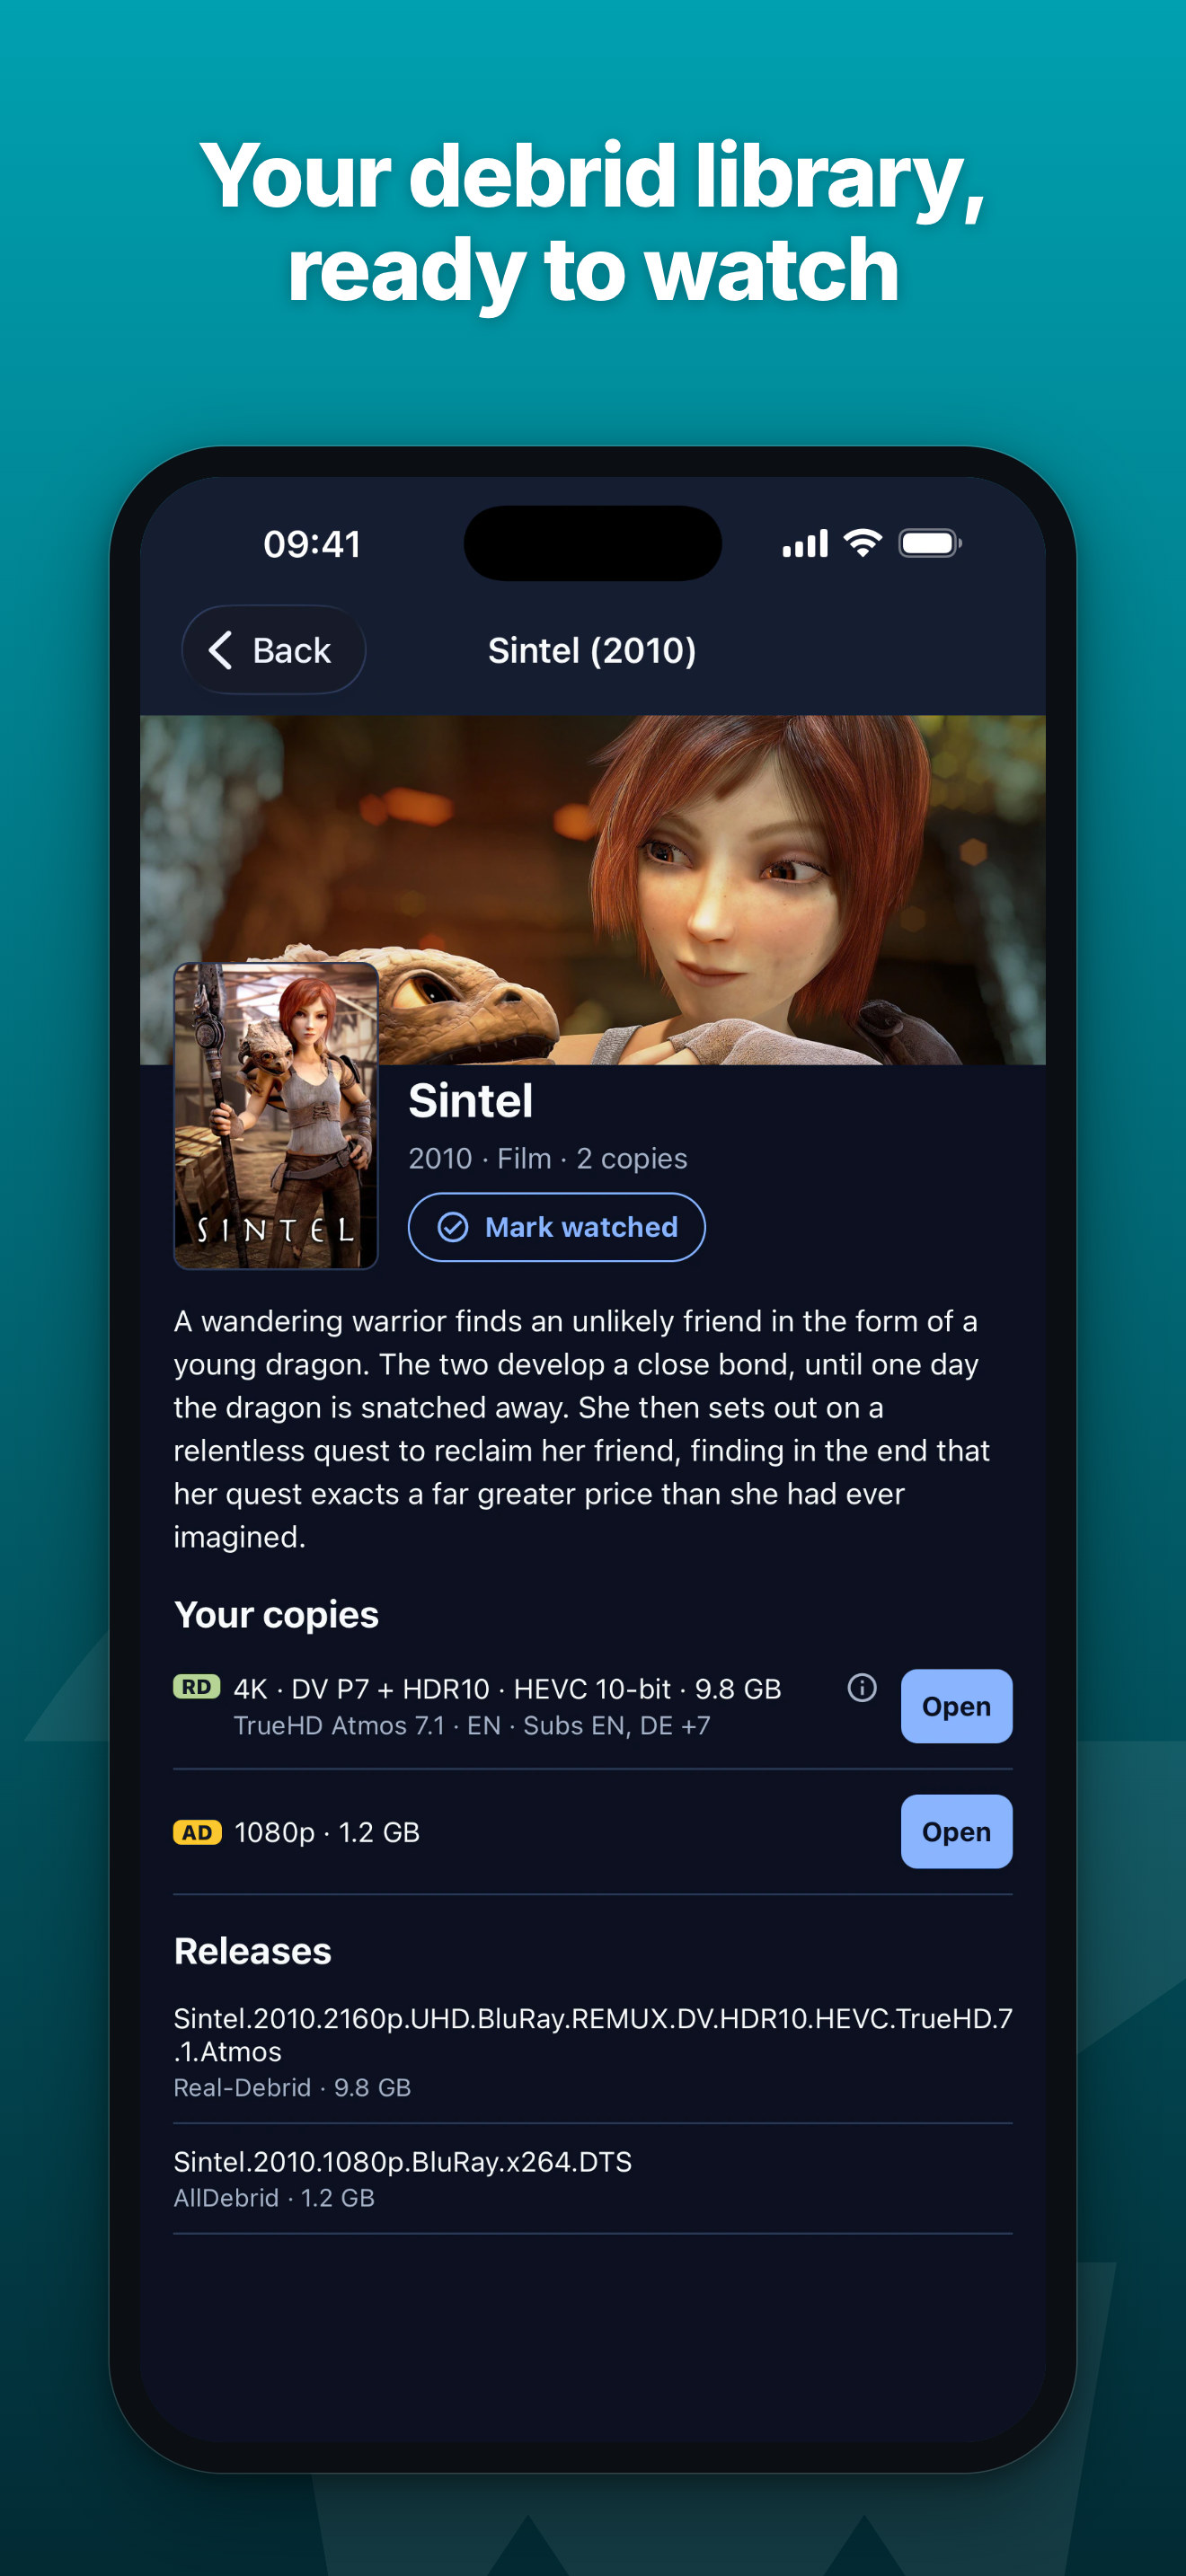 Your debrid library,
ready to watch
09:41
Back
Sintel (2010)
SINTEL
Sintel
2010 · Film · 2 copies
Mark watched
A wandering warrior finds an unlikely friend in the form of a
young dragon. The two develop a close bond, until one day
the dragon is snatched away. She then sets out on a
relentless quest to reclaim her friend, finding in the end that
her quest exacts a far greater price than she had ever
imagined.
Your copies
RD 4K · DV P7 + HDR10 · HEVC 10-bit · 9.8 GB
TrueHD Atmos 7.1 · EN · Subs EN, DE +7
Open
AD 1080p · 1.2 GB
Open
Releases
Sintel.2010.2160p.UHD.BluRay.REMUX.DV.HDR10.HEVC.TrueHD.7
.1.Atmos
Real-Debrid · 9.8 GB
Sintel.2010.1080p.BluRay.x264.DTS
AllDebrid · 1.2 GB